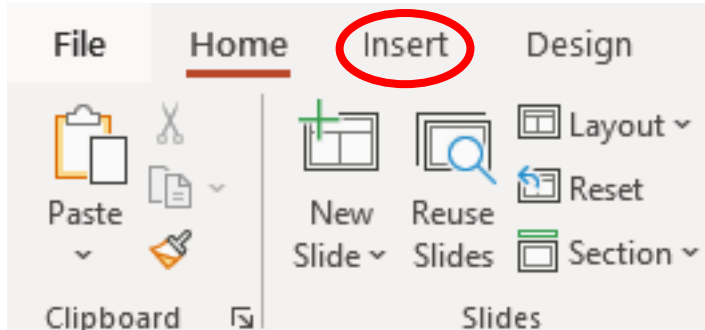 File Home Insert Design
Paste
New
Slide
Reuse
Slides
Layout
Reset
Section
Clipboard
Slides